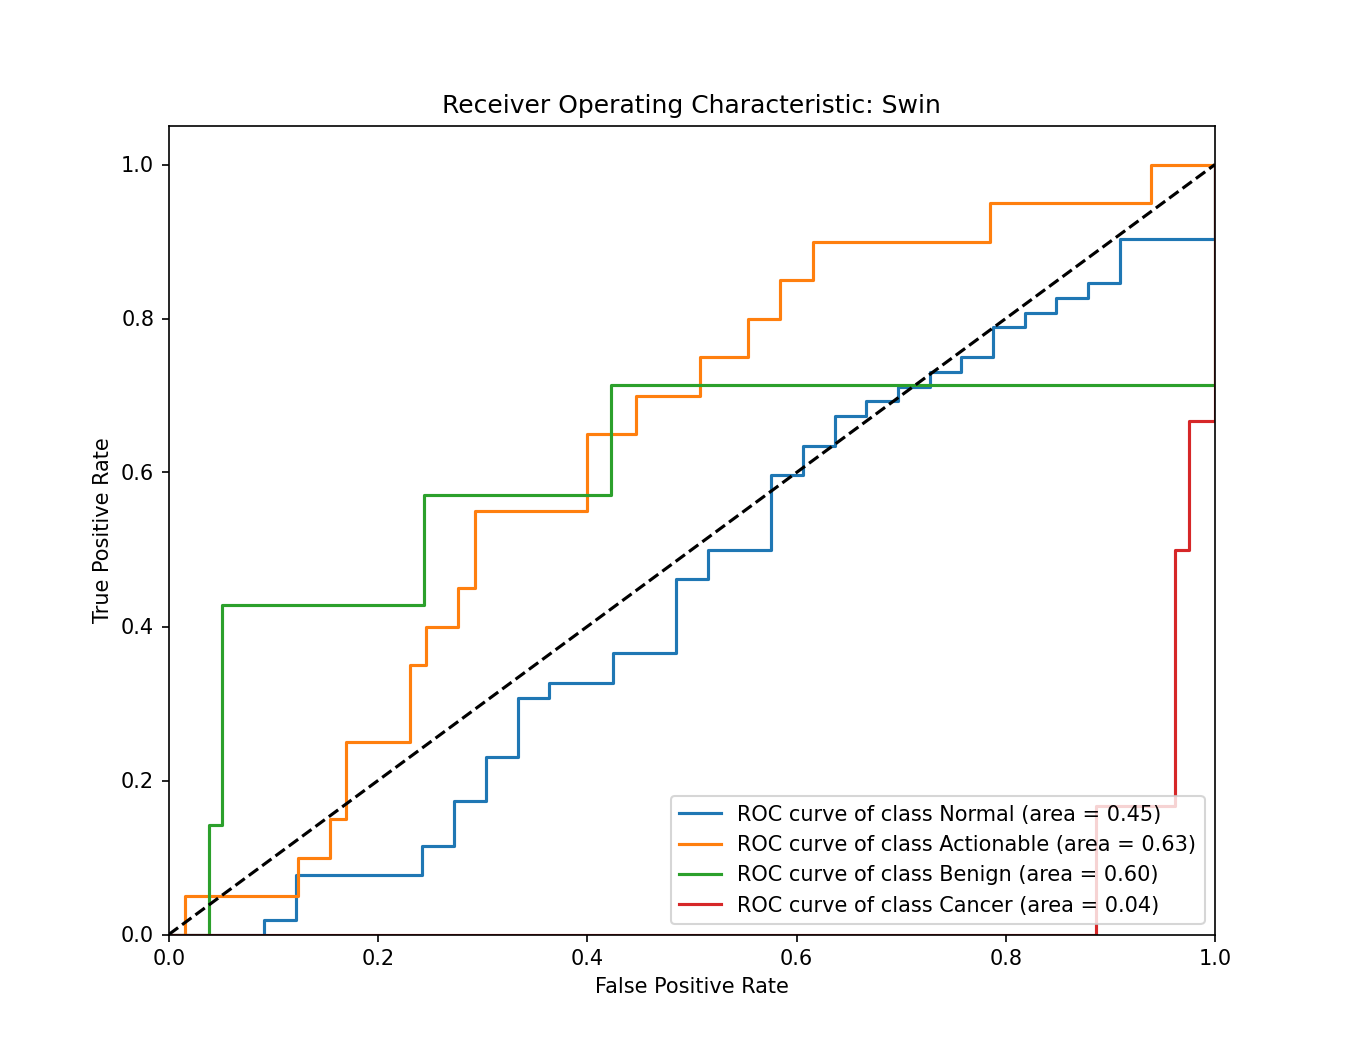 Receiver Operating Characteristic: Swin
1.0
0.8
0.6
0.4
0.2
0.0
True Positive Rate
ROC curve of class Normal (area = 0.45)
ROC curve of class Actionable (area = 0.63)
ROC curve of class Benign (area = 0.60)
ROC curve of class Cancer (area = 0.04)
0.0 0.2 0.4 0.6 0.8 1.0
False Positive Rate